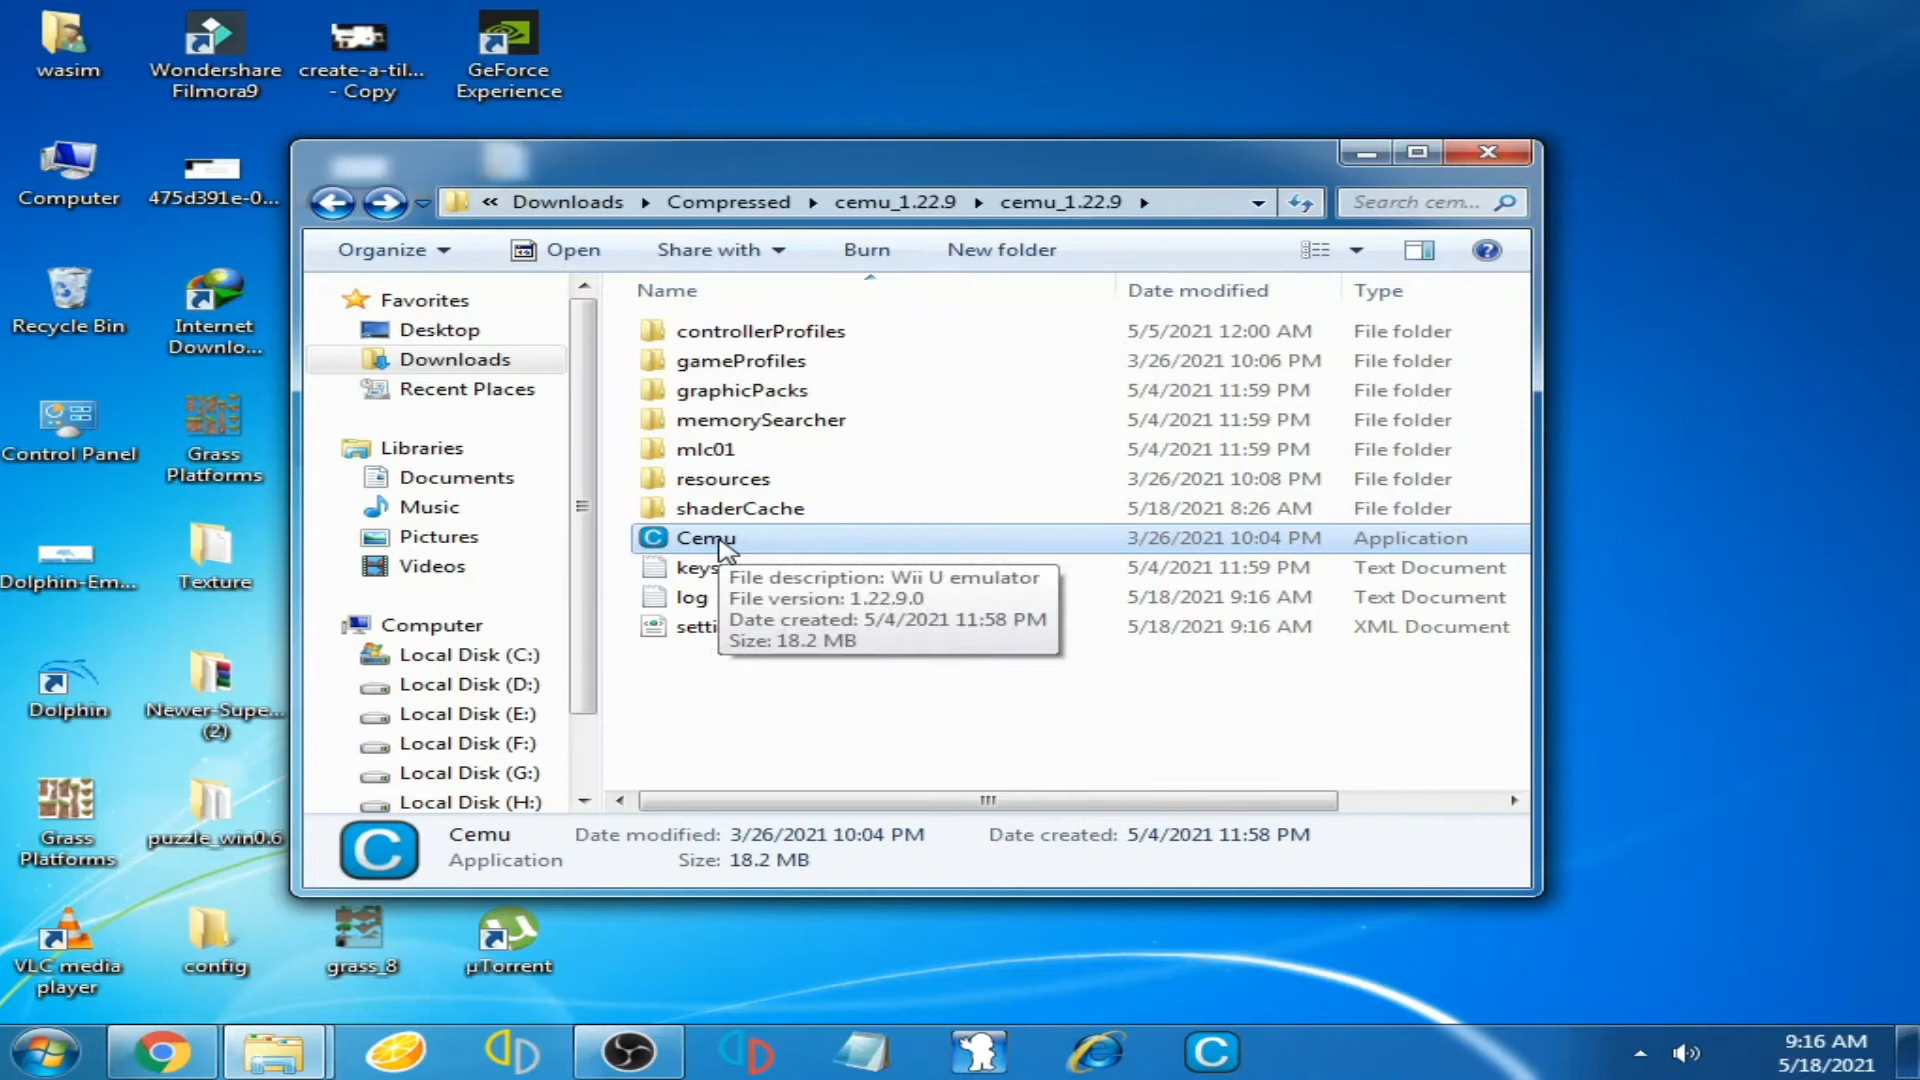 wasim
Wondershare
Filmora9
create-a-til...
- Copy
GeForce
Experience
Computer
475d391e-0...
Recycle Bin
Internet
Downlo...
Control Panel
Grass
Platforms
Dolphin-Em...
Texture
Dolphin
Newer-Supe...
(2)
Grass
Platforms
puzzle_win0.6
VLC media
player
config
grass_8
µTorrent
« Downloads Compressed cemu_1.22.9 cemu_1.22.9
Search cem...
Organize Open Share with Burn New folder
Favorites
Desktop
Downloads
Recent Places
Libraries
Documents
Music
Pictures
Videos
Computer
Local Disk (C:)
Local Disk (D:)
Local Disk (E:)
Local Disk (F:)
Local Disk (G:)
Local Disk (H:)
Name Date modified Type
controllerProfiles 5/5/2021 12:00 AM File folder
gameProfiles 3/26/2021 10:06 PM File folder
graphicPacks 5/4/2021 11:59 PM File folder
memorySearcher 5/4/2021 11:59 PM File folder
mlc01 5/4/2021 11:59 PM File folder
resources 3/26/2021 10:08 PM File folder
shaderCache 5/18/2021 8:26 AM File folder
Cemu 3/26/2021 10:04 PM Application
keys 5/4/2021 11:59 PM Text Document
log 5/18/2021 9:16 AM Text Document
setti 5/18/2021 9:16 AM XML Document
File description: Wii U emulator
File version: 1.22.9.0
Date created: 5/4/2021 11:58 PM
Size: 18.2 MB
Cemu Date modified: 3/26/2021 10:04 PM Date created: 5/4/2021 11:58 PM
Application Size: 18.2 MB
9:16 AM
5/18/2021